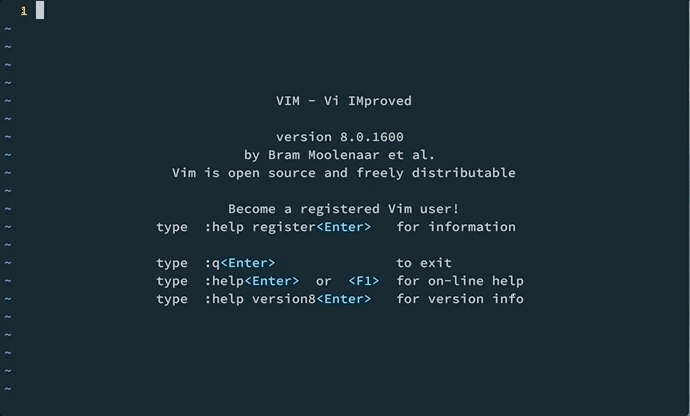 1
~
~
~
~
~ VIM - Vi IMproved
~
~ version 8.0.1600
~ by Bram Moolenaar et al.
~ Vim is open source and freely distributable
~
~ Become a registered Vim user!
~ type :help register<Enter> for information
~
~ type :q<Enter> to exit
~ type :help<Enter> or <F1> for on-line help
~ type :help version8<Enter> for version info
~
~
~
~
~